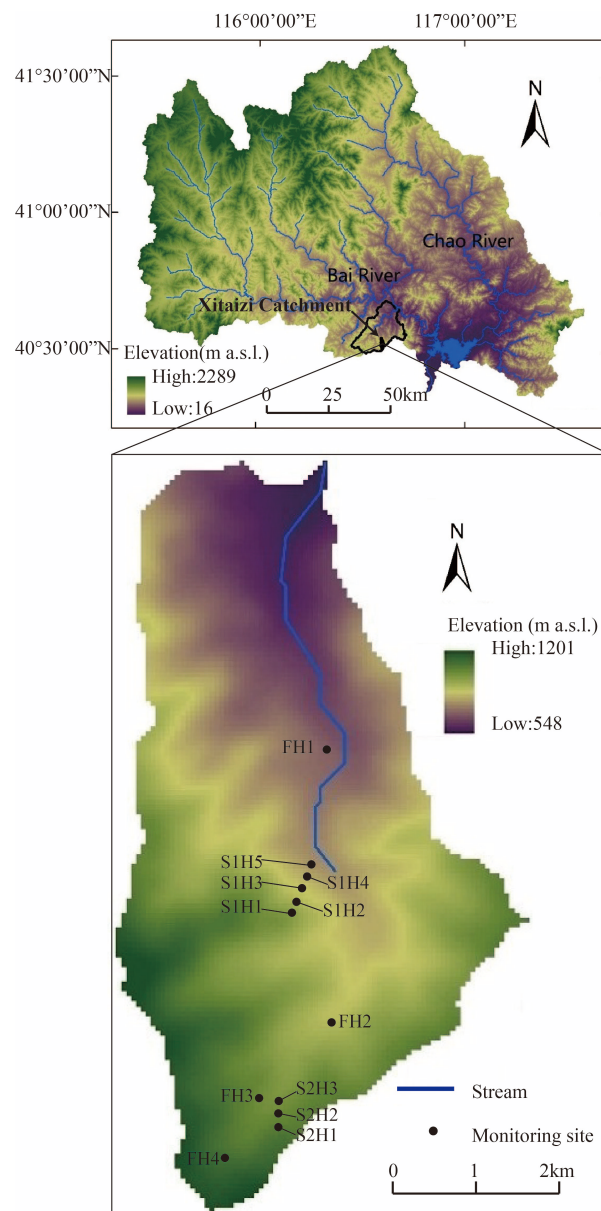 116°00'00"E
117°00'00"E
41°30'00"N
N
41°00'00"N
Chao River
Bai River
Xitaizi Catchment
40°30'00"N
Elevation(m a.s.l.)
High:2289
Low:16
0 25 50km
N
Elevation (m a.s.l.)
High:1201
Low:548
FH1
S1H5
S1H4
S1H3
S1H2
S1H1
FH2
S2H3
FH3
S2H2
S2H1
FH4
Stream
Monitoring site
0 1 2km